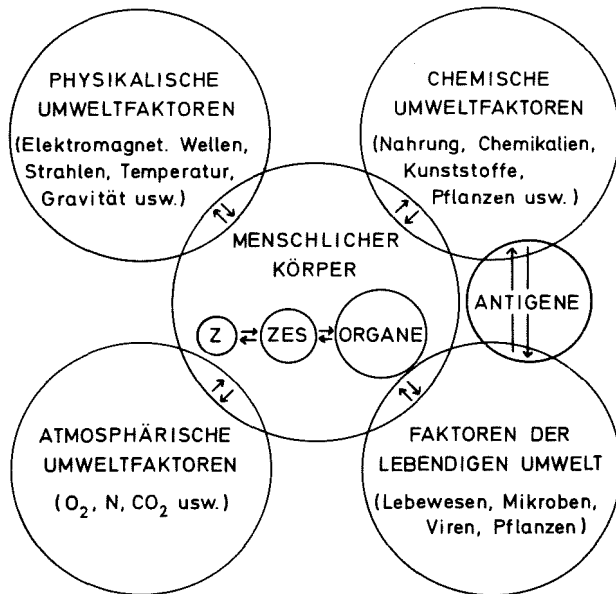 PHYSIKALISCHE
UMWELTFAKTOREN
(Elektromagnet. Wellen,
Strahlen, Temperatur,
Gravität usw.)
CHEMISCHE
UMWELTFAKTOREN
(Nahrung, Chemikalien,
Kunststoffe,
Pflanzen usw.)
MENSCHLICHER
KÖRPER
Z
ZES
ORGANE
ANTIGENE
ATMOSPHÄRISCHE
UMWELTFAKTOREN
(O₂, N, CO₂ usw.)
FAKTOREN DER
LEBENDIGEN UMWELT
(Lebewesen, Mikroben,
Viren, Pflanzen)